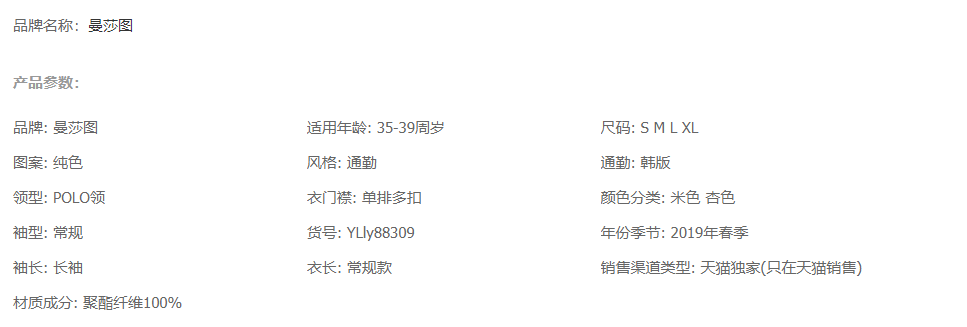 品牌名称：曼莎图
产品参数：
品牌: 曼莎图 适用年龄: 35-39周岁 尺码: S M L XL
图案: 纯色 风格: 通勤 通勤: 韩版
领型: POLO领 衣门襟: 单排多扣 颜色分类: 米色 杏色
袖型: 常规 货号: YLly88309 年份季节: 2019年春季
袖长: 长袖 衣长: 常规款 销售渠道类型: 天猫独家(只在天猫销售)
材质成分: 聚酯纤维100%